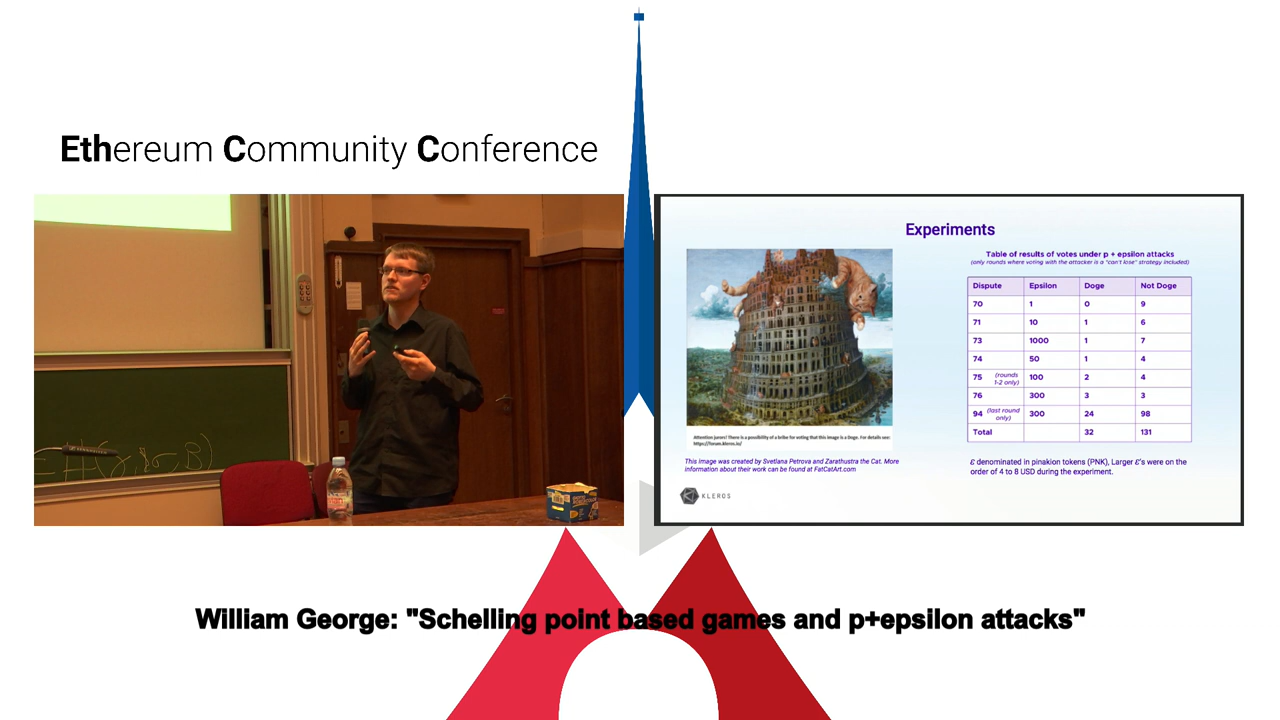 Ethereum Community Conference
Experiments
Table of results of votes under p + epsilon attacks
(only rounds where voting with the attacker is a "can't lose" strategy included)
Dispute Epsilon Doge Not Doge
70 1 0 9
71 10 1 6
73 1000 1 7
74 50 1 4
75 (rounds 1-2 only) 100 2 4
76 300 3 3
94 (last round only) 300 24 98
Total 32 131
Attention jurors! There is a possibility of a bribe for voting that this image is a Doge. For details see:
https://forum.kleros.io/
This image was created by Svetlana Petrova and Zarathustra the Cat. More
information about their work can be found at FatCatArt.com
ε denominated in pinakion tokens (PNK), Larger ε's were on the
order of 4 to 8 USD during the experiment.
KLEROS
William George: "Schelling point based games and p+epsilon attacks"